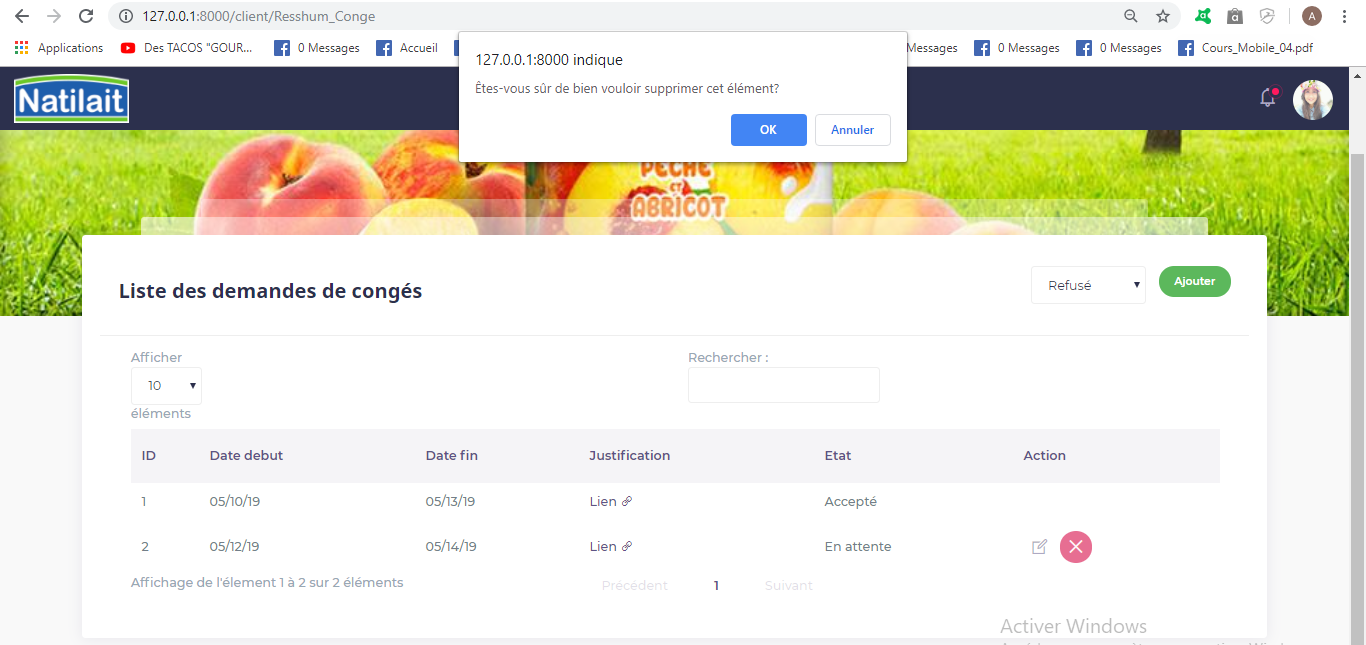 127.0.0.1:8000/client/Resshum_Conge
Applications
Des TACOS "GOUR...
0 Messages
Accueil
Messages
0 Messages
0 Messages
Cours_Mobile_04.pdf
A
127.0.0.1:8000 indique
Êtes-vous sûr de bien vouloir supprimer cet élément?
OK
Annuler
Natilait
PÊCHE
ET
ABRICOT
Liste des demandes de congés
Refusé
Ajouter
Afficher
10
éléments
Rechercher :
ID Date debut Date fin Justification Etat Action
1 05/10/19 05/13/19 Lien Accepté
2 05/12/19 05/14/19 Lien En attente
Affichage de l'élement 1 à 2 sur 2 éléments
Précédent 1 Suivant
Activer Windows